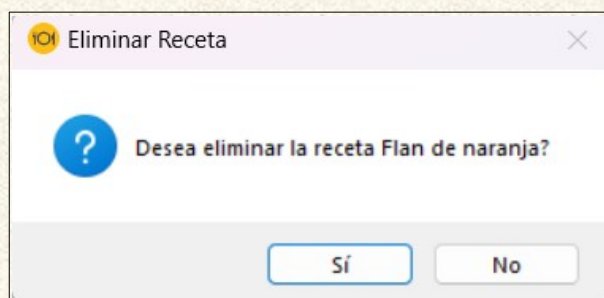 Eliminar Receta
Desea eliminar la receta Flan de naranja?
Sí
No